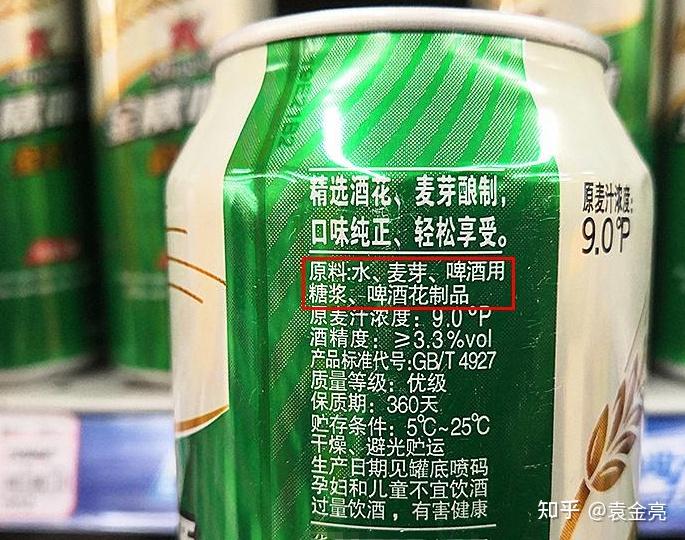 精选酒花、麦芽酿制，
口味纯正、轻松享受。
原料:水、麦芽、啤酒用
糖浆、啤酒花制品
原麦汁浓度：9.0°P
酒精度：≥3.3%vol
产品标准代号:GB/T 4927
质量等级：优级
保质期：360天
贮存条件：5℃~25℃
干燥、避光贮运
生产日期见罐底喷码
孕妇和儿童不宜饮酒
过量饮酒，有害健康
原麦汁浓度:
9.0°P
知乎 @袁金亮